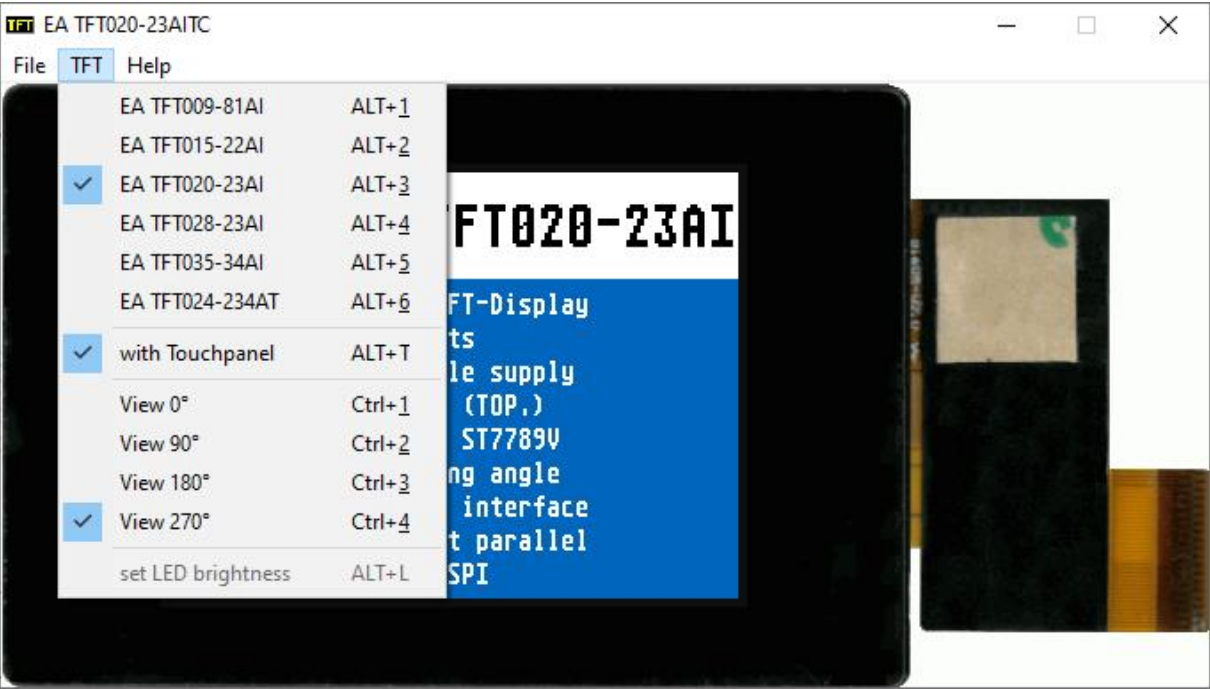 TFT EA TFT020-23AITC
File TFT Help
EA TFT009-81AI ALT+1
EA TFT015-22AI ALT+2
EA TFT020-23AI ALT+3
EA TFT028-23AI ALT+4
EA TFT035-34AI ALT+5
EA TFT024-234AT ALT+6
with Touchpanel ALT+T
View 0° Ctrl+1
View 90° Ctrl+2
View 180° Ctrl+3
View 270° Ctrl+4
set LED brightness ALT+L
TFT020-23AI
FT-Display
ts
le supply
(TOP.)
ST7789V
ng angle
interface
t parallel
SPI